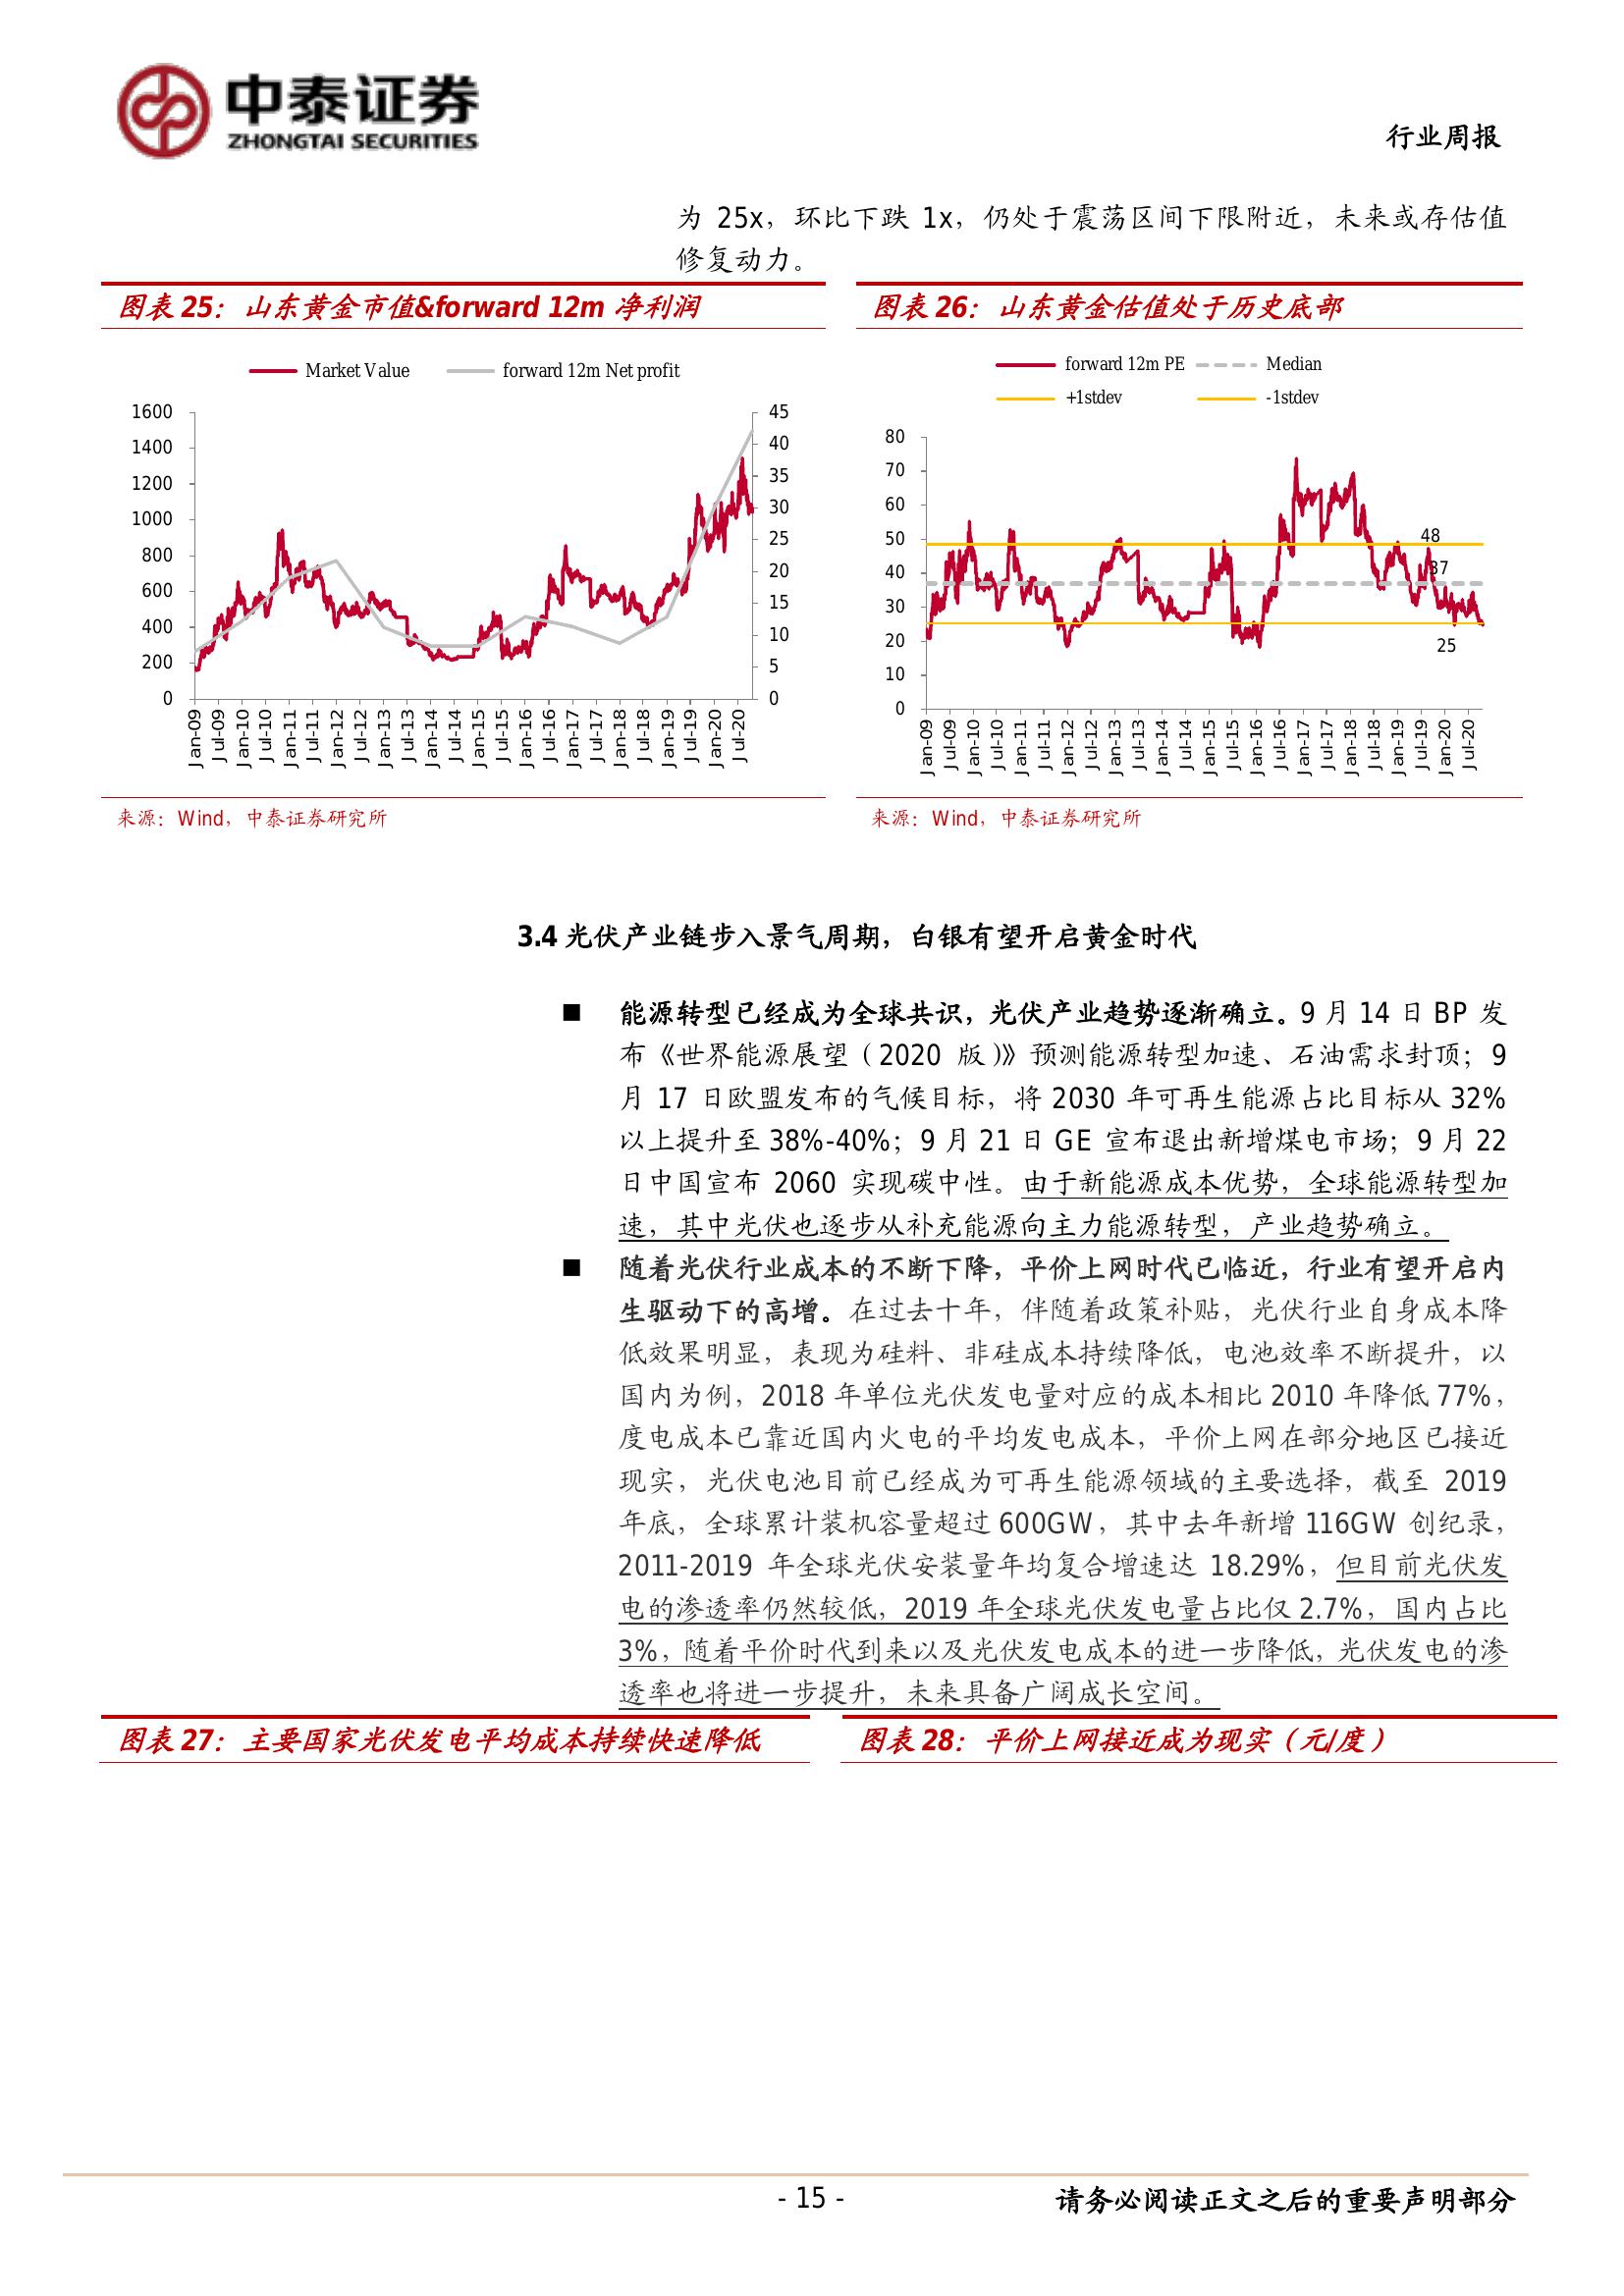 中泰证券
ZHONGTAI SECURITIES
行业周报
为 25x，环比下跌 1x，仍处于震荡区间下限附近，未来或存估值
修复动力。
图表 25：山东黄金市值&forward 12m 净利润
Market Value
forward 12m Net profit
1600
1400
1200
1000
800
600
400
200
0
45
40
35
30
25
20
15
10
5
0
Jan-09
Jul-09
Jan-10
Jul-10
Jan-11
Jul-11
Jan-12
Jul-12
Jan-13
Jul-13
Jan-14
Jul-14
Jan-15
Jul-15
Jan-16
Jul-16
Jan-17
Jul-17
Jan-18
Jul-18
Jan-19
Jul-19
Jan-20
Jul-20
来源：Wind，中泰证券研究所
图表 26：山东黄金估值处于历史底部
forward 12m PE
Median
+1stdev
-1stdev
80
70
60
50
40
30
20
10
0
48
37
25
Jan-09
Jul-09
Jan-10
Jul-10
Jan-11
Jul-11
Jan-12
Jul-12
Jan-13
Jul-13
Jan-14
Jul-14
Jan-15
Jul-15
Jan-16
Jul-16
Jan-17
Jul-17
Jan-18
Jul-18
Jan-19
Jul-19
Jan-20
Jul-20
来源：Wind，中泰证券研究所
3.4 光伏产业链步入景气周期，白银有望开启黄金时代
■ 能源转型已经成为全球共识，光伏产业趋势逐渐确立。9 月 14 日 BP 发
布《世界能源展望（2020 版）》预测能源转型加速、石油需求封顶；9
月 17 日欧盟发布的气候目标，将 2030 年可再生能源占比目标从 32%
以上提升至 38%-40%；9 月 21 日 GE 宣布退出新增煤电市场；9 月 22
日中国宣布 2060 实现碳中性。由于新能源成本优势，全球能源转型加
速，其中光伏也逐步从补充能源向主力能源转型，产业趋势确立。
■ 随着光伏行业成本的不断下降，平价上网时代已临近，行业有望开启内
生驱动下的高增。在过去十年，伴随着政策补贴，光伏行业自身成本降
低效果明显，表现为硅料、非硅成本持续降低，电池效率不断提升，以
国内为例，2018 年单位光伏发电量对应的成本相比 2010 年降低 77%，
度电成本已靠近国内火电的平均发电成本，平价上网在部分地区已接近
现实，光伏电池目前已经成为可再生能源领域的主要选择，截至 2019
年底，全球累计装机容量超过 600GW，其中去年新增 116GW 创纪录，
2011-2019 年全球光伏安装量年均复合增速达 18.29%，但目前光伏发
电的渗透率仍然较低，2019 年全球光伏发电量占比仅 2.7%，国内占比
3%，随着平价时代到来以及光伏发电成本的进一步降低，光伏发电的渗
透率也将进一步提升，未来具备广阔成长空间。
图表 27：主要国家光伏发电平均成本持续快速降低
图表 28：平价上网接近成为现实（元/度）
- 15 -
请务必阅读正文之后的重要声明部分